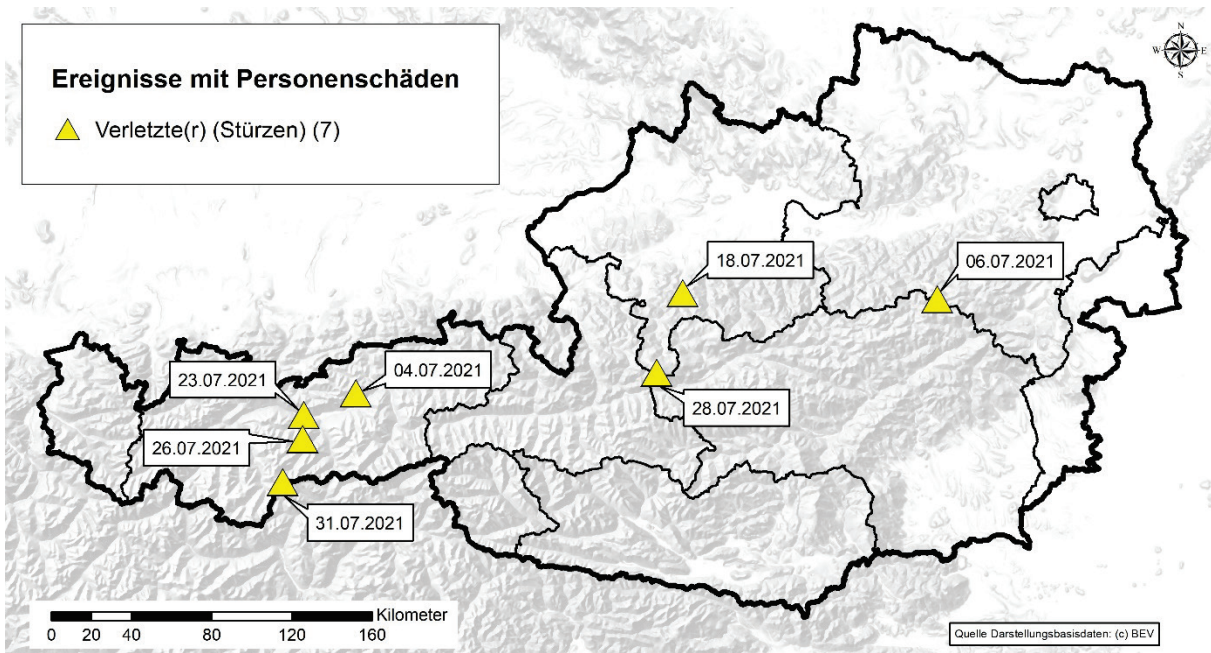 Ereignisse mit Personenschäden
Verletzte(r) (Stürzen) (7)
N
W E
S
18.07.2021
06.07.2021
23.07.2021
04.07.2021
26.07.2021
28.07.2021
31.07.2021
Kilometer
0 20 40 80 120 160
Quelle Darstellungsbasisdaten: (c) BEV